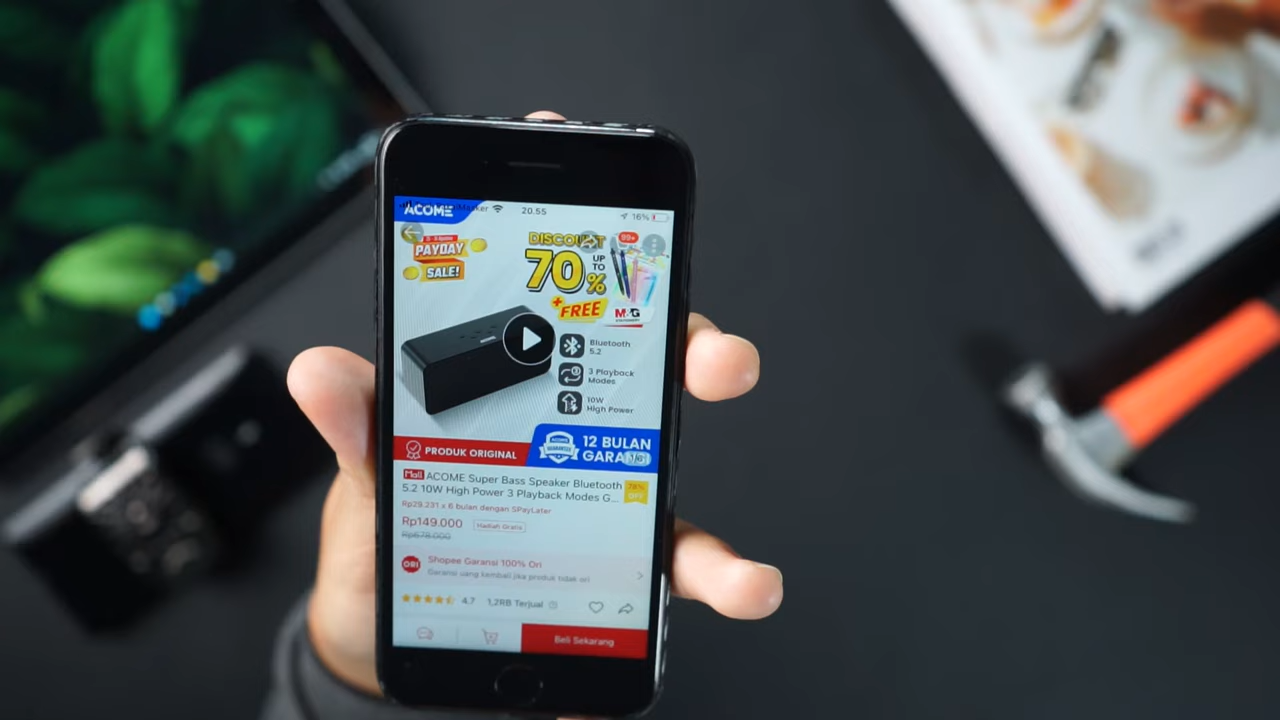 ACOME
20.55
16%
PAYDAY
SALE!
DISCOUNT
99+
UP
TO
70%
+FREE
M&G
Bluetooth
5.2
3 Playback
Modes
10W
High Power
PRODUK ORIGINAL
12 BULAN
GARANSI
Mall ACOME Super Bass Speaker Bluetooth
5.2 10W High Power 3 Playback Modes G...
78%
OFF
Rp29.231 x 6 bulan dengan SPayLater
Rp149.000
Hadiah Gratis
Rp678.000
ORI
Shopee Garansi 100% Ori
Garansi uang kembali jika produk tidak ori
4.7
1,2RB Terjual
Beli Sekarang